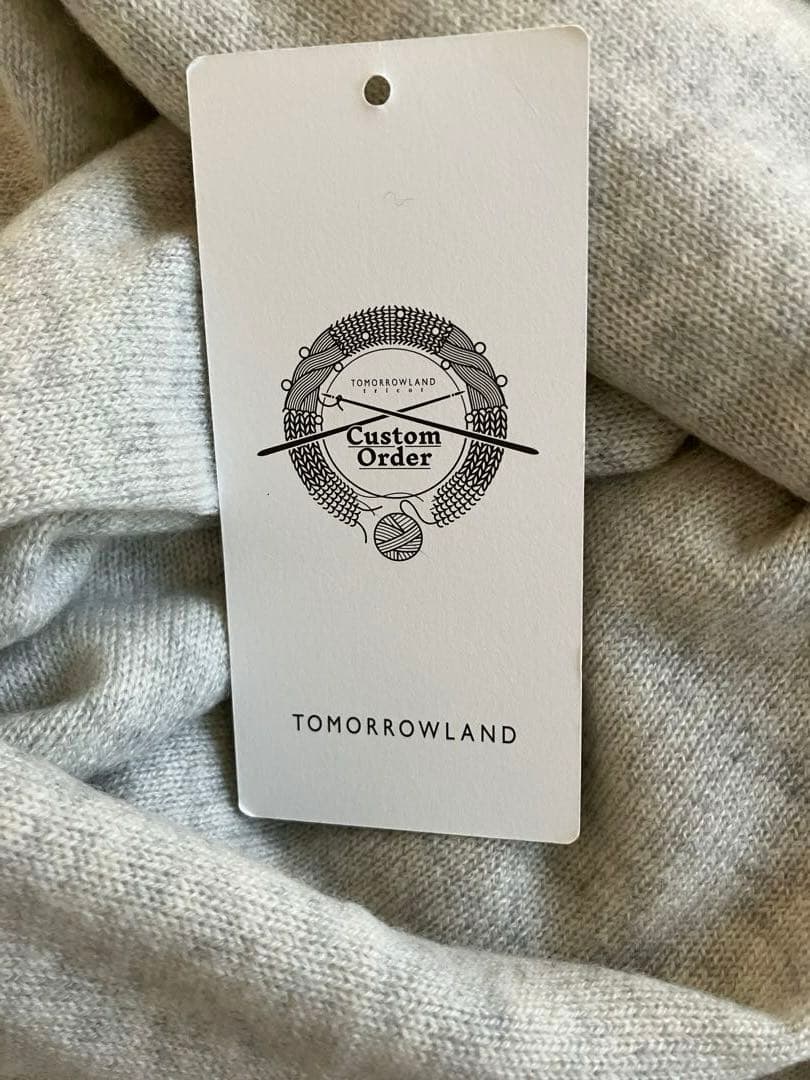 TOMORROWLAND
tricot
Custom
Order
TOMORROWLAND